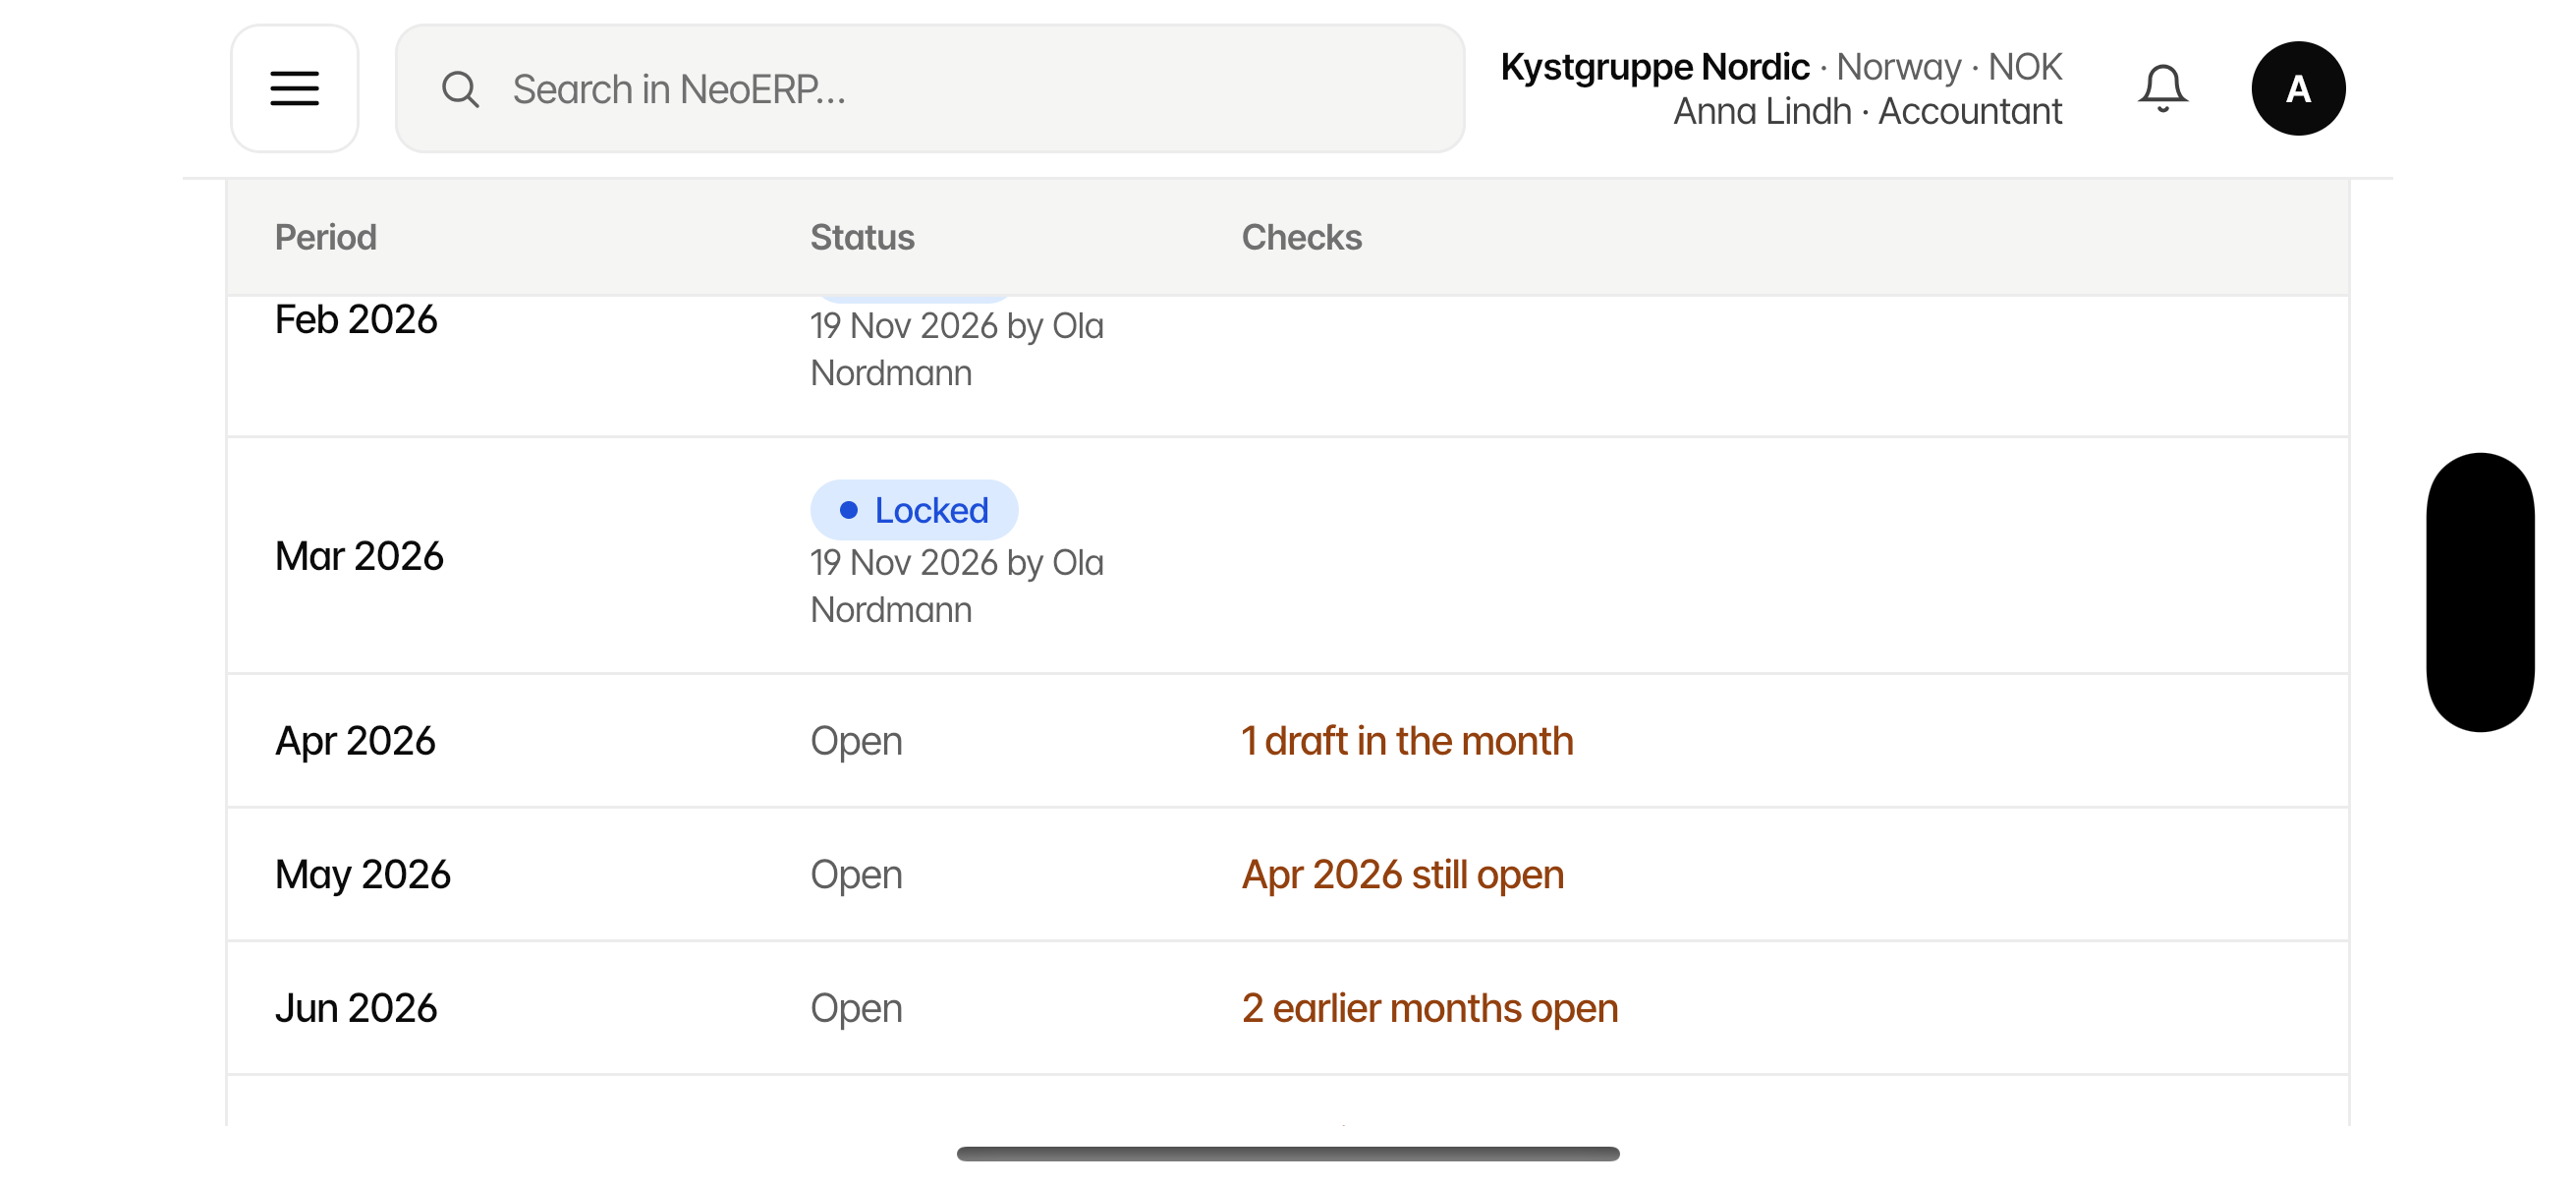 Search in NeoERP...
Kystgruppe Nordic · Norway · NOK
Anna Lindh · Accountant
A
Period Status Checks
Feb 2026
19 Nov 2026 by Ola
Nordmann
Mar 2026
Locked
19 Nov 2026 by Ola
Nordmann
Apr 2026 Open 1 draft in the month
May 2026 Open Apr 2026 still open
Jun 2026 Open 2 earlier months open